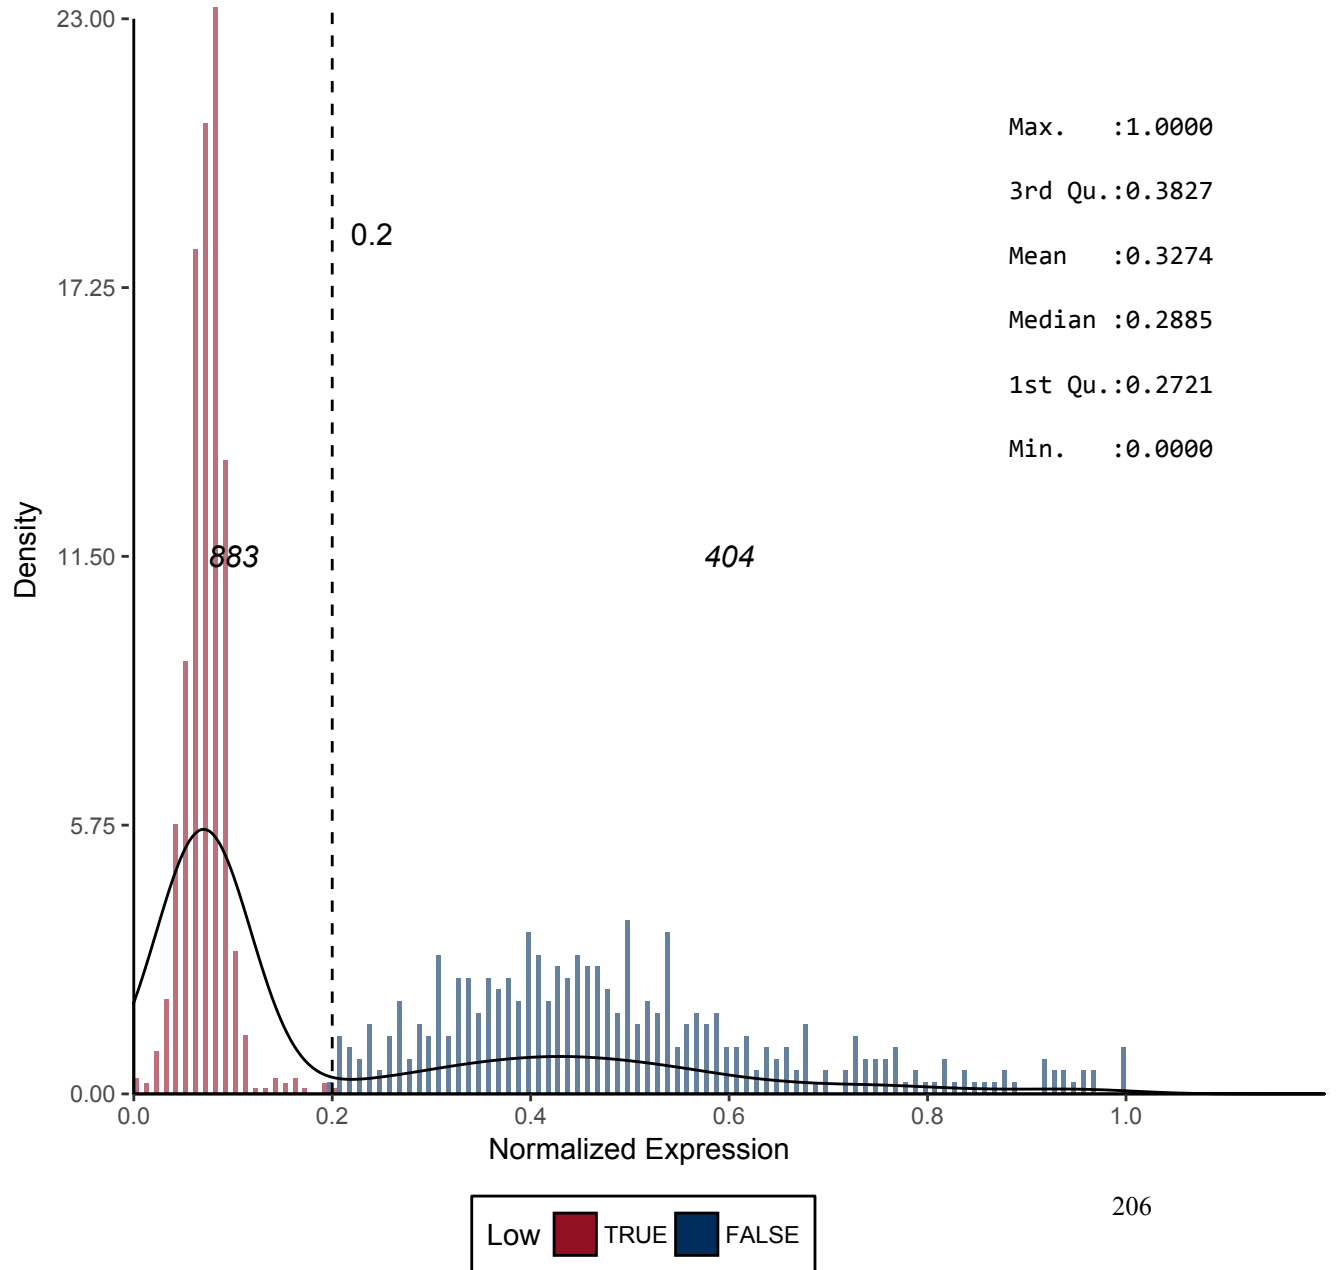 23.00
Max.   :1.0000
3rd Qu.:0.3827
0.2
Mean   :0.3274
17.25
Median :0.2885
1st Qu.:0.2721
Min.   :0.0000
Density
11.50
883
404
5.75
0.00
0.0 0.2 0.4 0.6 0.8 1.0
Normalized Expression
206
Low TRUE FALSE